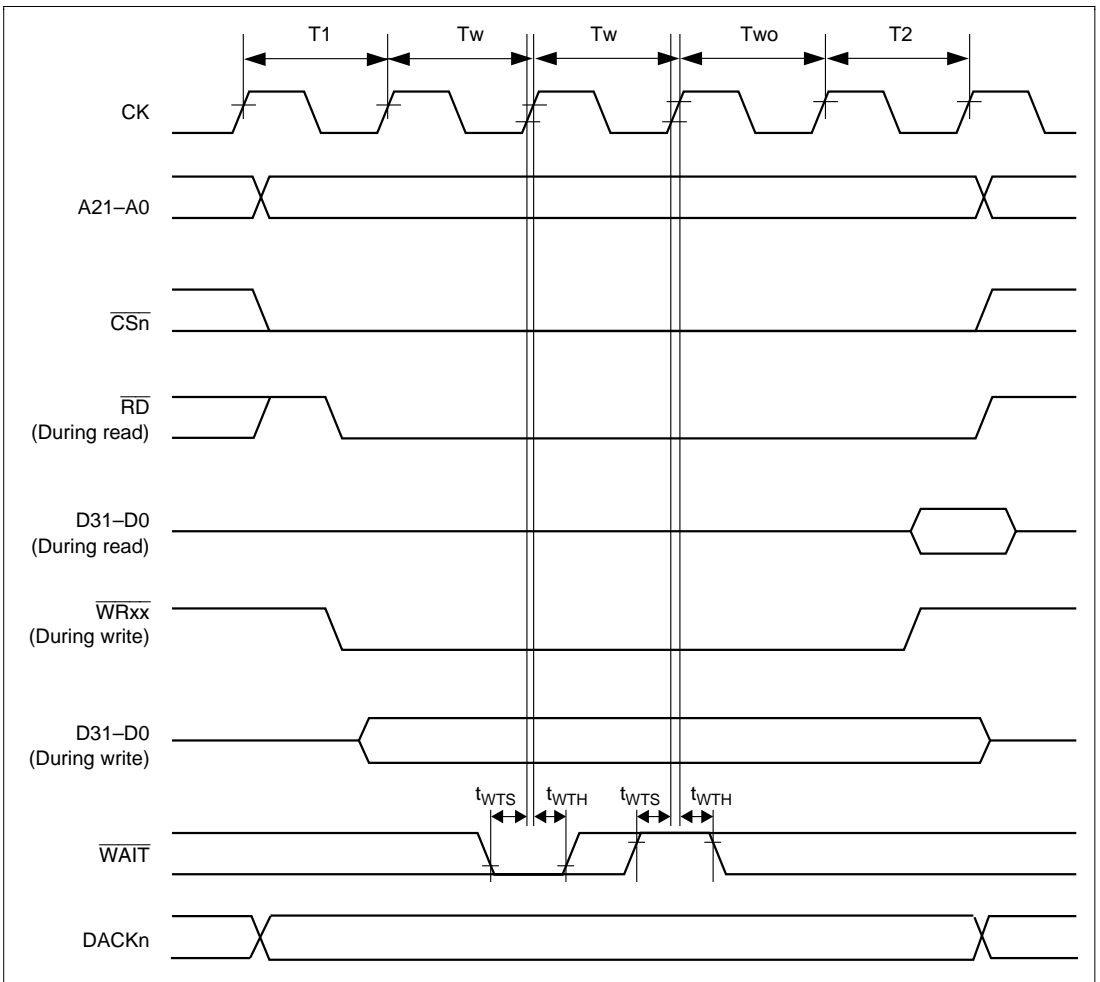 T1 Tw Tw Two T2
CK
A21–A0
CSn
RD
(During read)
D31–D0
(During read)
WRxx
(During write)
D31–D0
(During write)
tWTS tWTH tWTS tWTH
WAIT
DACKn